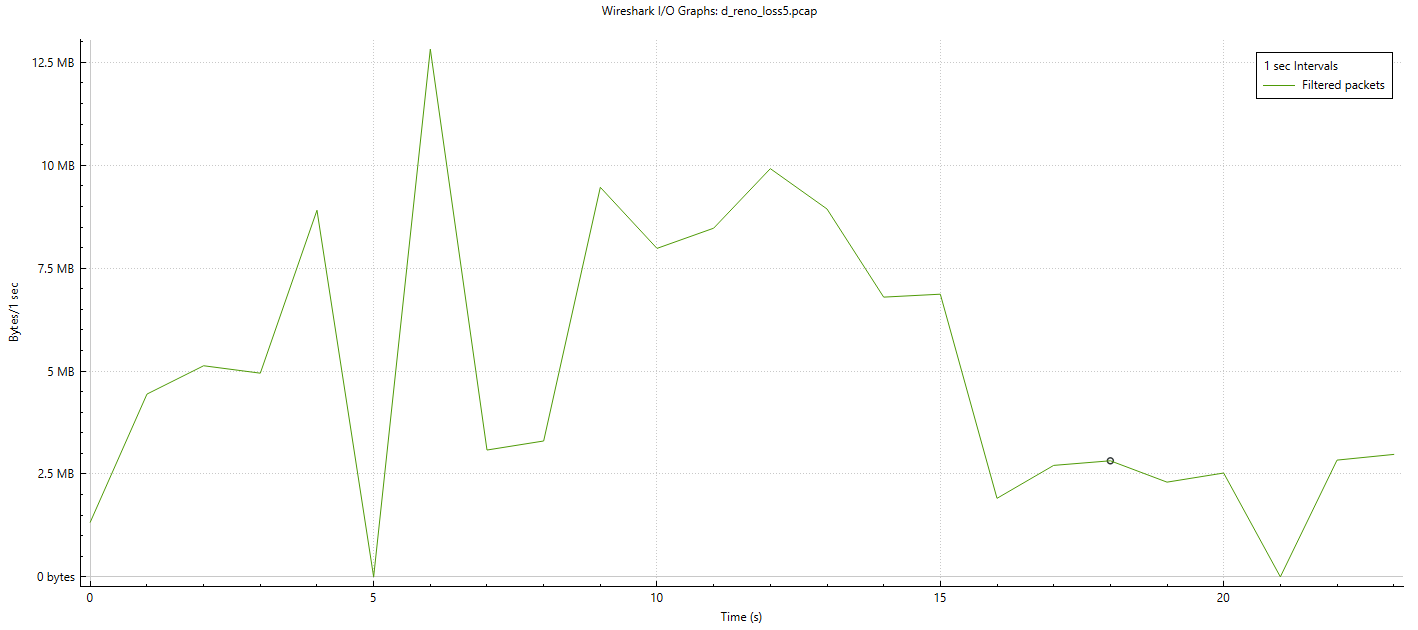 Wireshark I/O Graphs: d_reno_loss5.pcap
12.5 MB
10 MB
7.5 MB
5 MB
2.5 MB
0 bytes
Bytes/1 sec
1 sec Intervals
Filtered packets
0
5
10
15
20
Time (s)